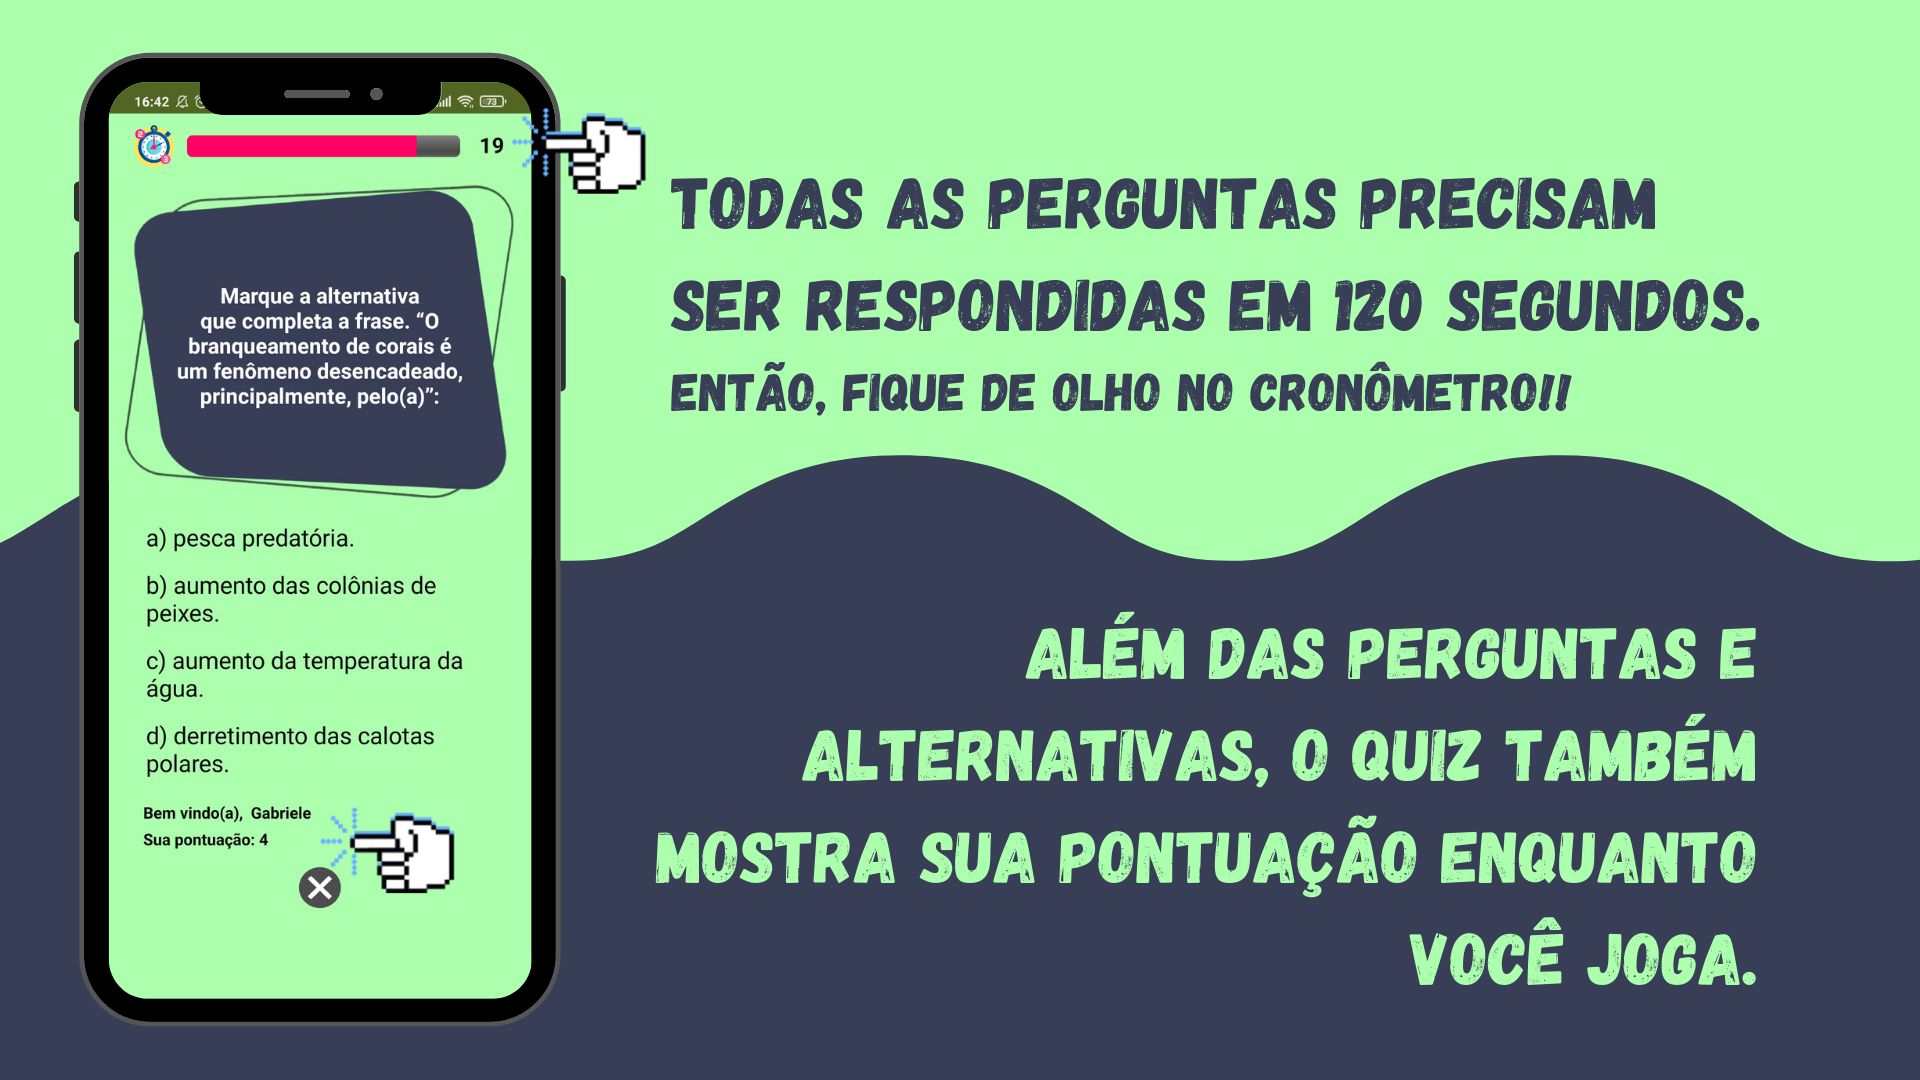 16:42
73
19
Marque a alternativa
que completa a frase. “O
branqueamento de corais é
um fenômeno desencadeado,
principalmente, pelo(a)”:
a) pesca predatória.
b) aumento das colônias de
peixes.
c) aumento da temperatura da
água.
d) derretimento das calotas
polares.
Bem vindo(a), Gabriele
Sua pontuação: 4
TODAS AS PERGUNTAS PRECISAM
SER RESPONDIDAS EM 120 SEGUNDOS.
ENTÃO, FIQUE DE OLHO NO CRONÔMETRO!!
ALÉM DAS PERGUNTAS E
ALTERNATIVAS, O QUIZ TAMBÉM
MOSTRA SUA PONTUAÇÃO ENQUANTO
VOCÊ JOGA.